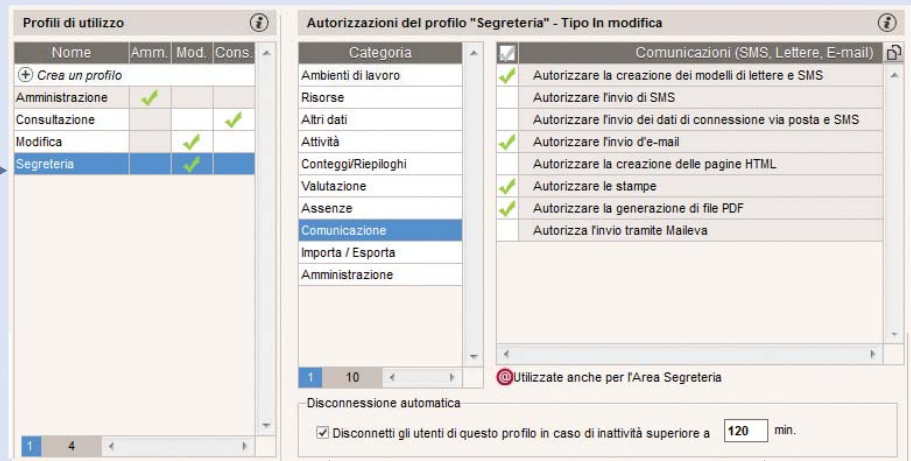 Profili di utilizzo
Nome Amm. Mod. Cons.
Crea un profilo
Amministrazione
Consultazione
Modifica
Segreteria
1 4
Autorizzazioni del profilo "Segreteria" - Tipo In modifica
Categoria
Ambienti di lavoro
Risorse
Altri dati
Attività
Conteggi/Riepiloghi
Valutazione
Assenze
Comunicazione
Importa / Esporta
Amministrazione
1 10
Comunicazioni (SMS, Lettere, E-mail)
Autorizzare la creazione dei modelli di lettere e SMS
Autorizzare l'invio di SMS
Autorizzare l'invio dei dati di connessione via posta e SMS
Autorizzare l'invio d'e-mail
Autorizzare la creazione delle pagine HTML
Autorizzare le stampe
Autorizzare la generazione di file PDF
Autorizza l'invio tramite Maileva
@Utilizzate anche per l'Area Segreteria
Disconnessione automatica
Disconnetti gli utenti di questo profilo in caso di inattività superiore a 120 min.